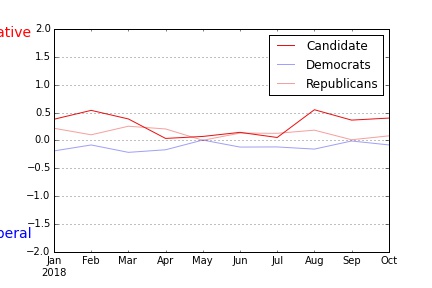 ative
2.0
1.5
1.0
0.5
0.0
−0.5
−1.0
−1.5
−2.0
beral
Candidate
Democrats
Republicans
Jan Feb Mar Apr May Jun Jul Aug Sep Oct
2018